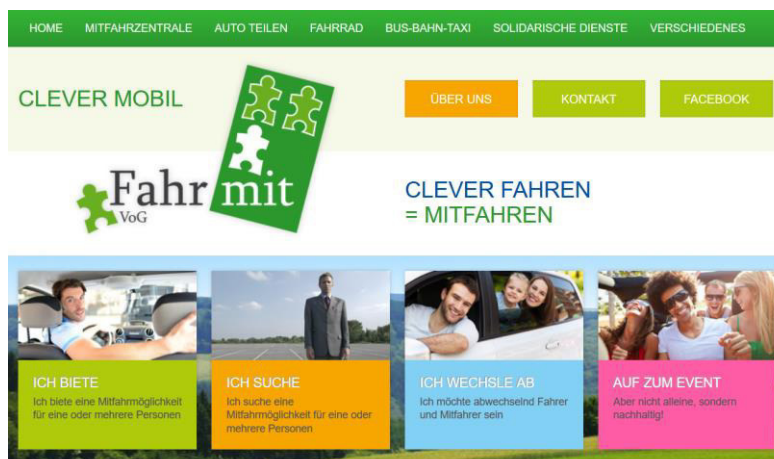 HOME MITFAHRZENTRALE AUTO TEILEN FAHRRAD BUS-BAHN-TAXI SOLIDARISCHE DIENSTE VERSCHIEDENES
CLEVER MOBIL
ÜBER UNS KONTAKT FACEBOOK
Fahr mit
VoG
CLEVER FAHREN
= MITFAHREN
ICH BIETE
Ich biete eine Mitfahrmöglichkeit
für eine oder mehrere Personen
ICH SUCHE
Ich suche eine
Mitfahrmöglichkeit für eine oder
mehrere Personen
ICH WECHSLE AB
Ich möchte abwechselnd Fahrer
und Mitfahrer sein
AUF ZUM EVENT
Aber nicht alleine, sondern
nachhaltig!